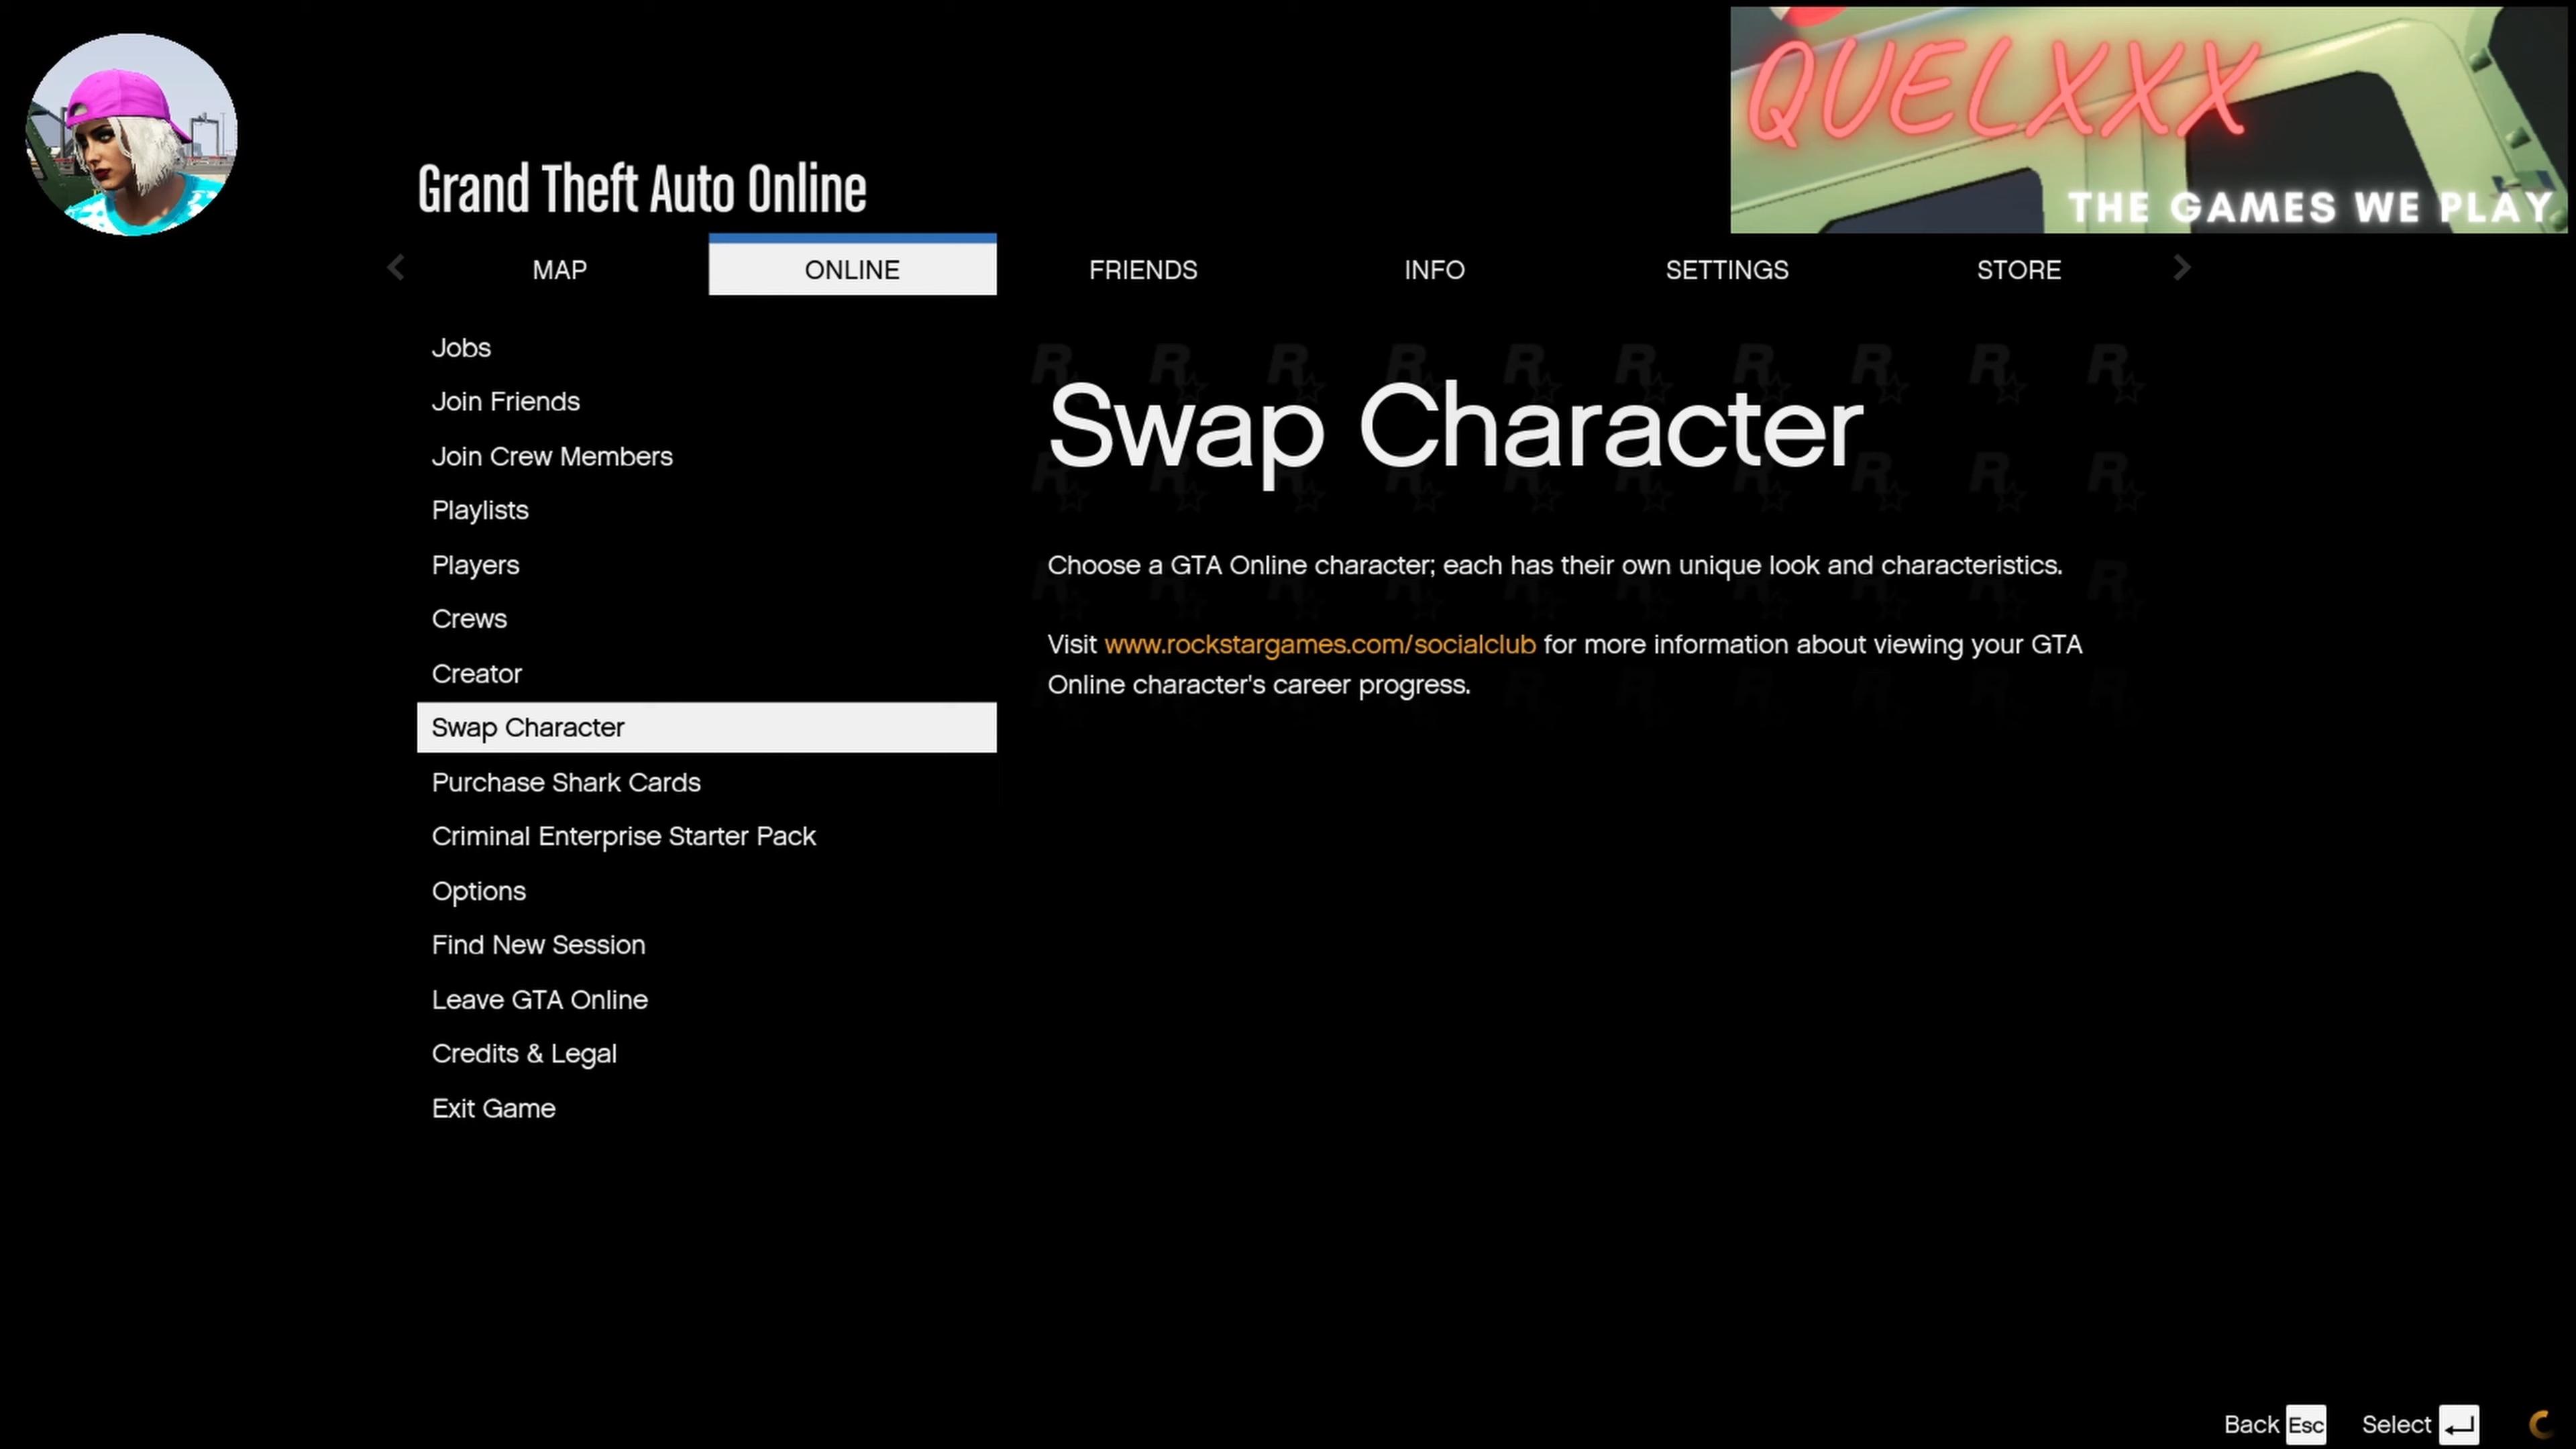 QUELXXX
THE GAMES WE PLAY
Grand Theft Auto Online
MAP ONLINE FRIENDS INFO SETTINGS STORE
Jobs
Join Friends
Join Crew Members
Playlists
Players
Crews
Creator
Swap Character
Purchase Shark Cards
Criminal Enterprise Starter Pack
Options
Find New Session
Leave GTA Online
Credits & Legal
Exit Game
Swap Character
Choose a GTA Online character; each has their own unique look and characteristics.
Visit www.rockstargames.com/socialclub for more information about viewing your GTA
Online character's career progress.
Back Esc Select